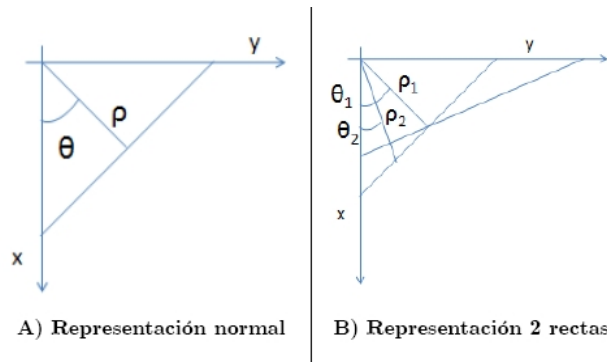 y
θ
ρ
x
A) Representación normal
y
θ1
ρ1
ρ2
θ2
x
B) Representación 2 rectas